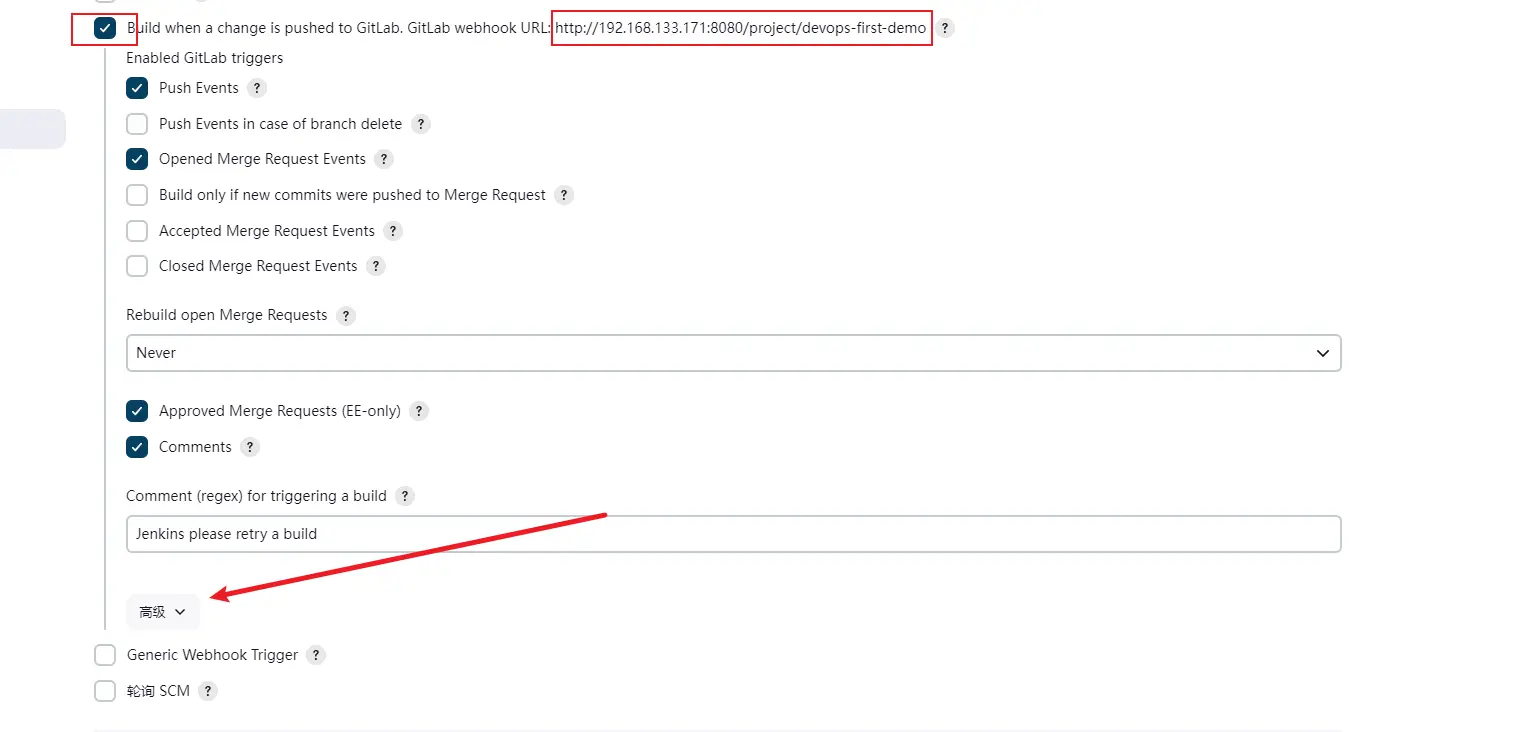 Build when a change is pushed to GitLab. GitLab webhook URL: http://192.168.133.171:8080/project/devops-first-demo ?
Enabled GitLab triggers
Push Events ?
Push Events in case of branch delete ?
Opened Merge Request Events ?
Build only if new commits were pushed to Merge Request ?
Accepted Merge Request Events ?
Closed Merge Request Events ?
Rebuild open Merge Requests ?
Never
Approved Merge Requests (EE-only) ?
Comments ?
Comment (regex) for triggering a build ?
Jenkins please retry a build
高级
Generic Webhook Trigger ?
轮询 SCM ?